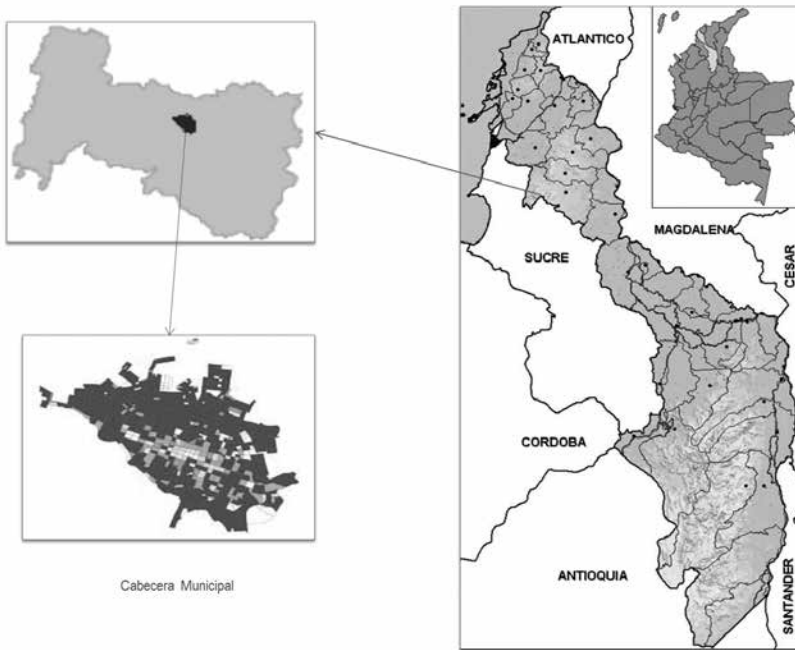 ATLANTICO
MAGDALENA
CESAR
SUCRE
CORDOBA
ANTIOQUIA
SANTANDER
Cabecera Municipal